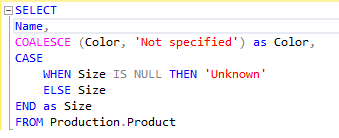 SELECT
Name,
COALESCE (Color, 'Not specified') as Color,
CASE
WHEN Size IS NULL THEN 'Unknown'
ELSE Size
END as Size
FROM Production.Product